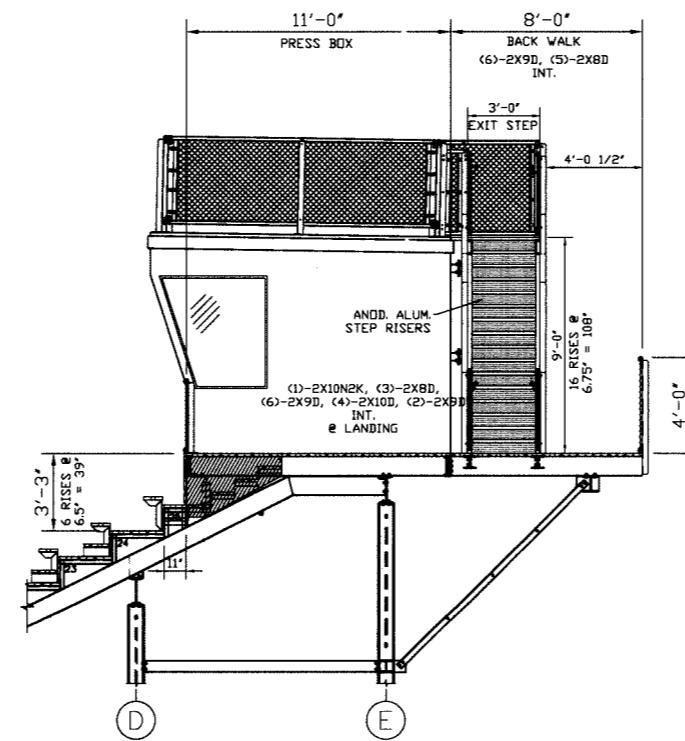 11'-0"
PRESS BOX
8'-0"
BACK WALK
(6)-2X9D, (5)-2X8D
INT.
3'-0"
EXIT STEP
4'-0 1/2"
ANOD. ALUM.
STEP RISERS
9'-0"
16 RISES @
6.75" = 108"
4'-0"
(1)-2X10N2K, (3)-2X8D,
(6)-2X9D, (4)-2X10D, (2)-2X9D
INT.
@ LANDING
3'-3"
6 RISES @
6.5" = 39"
24
23
11"
D
E